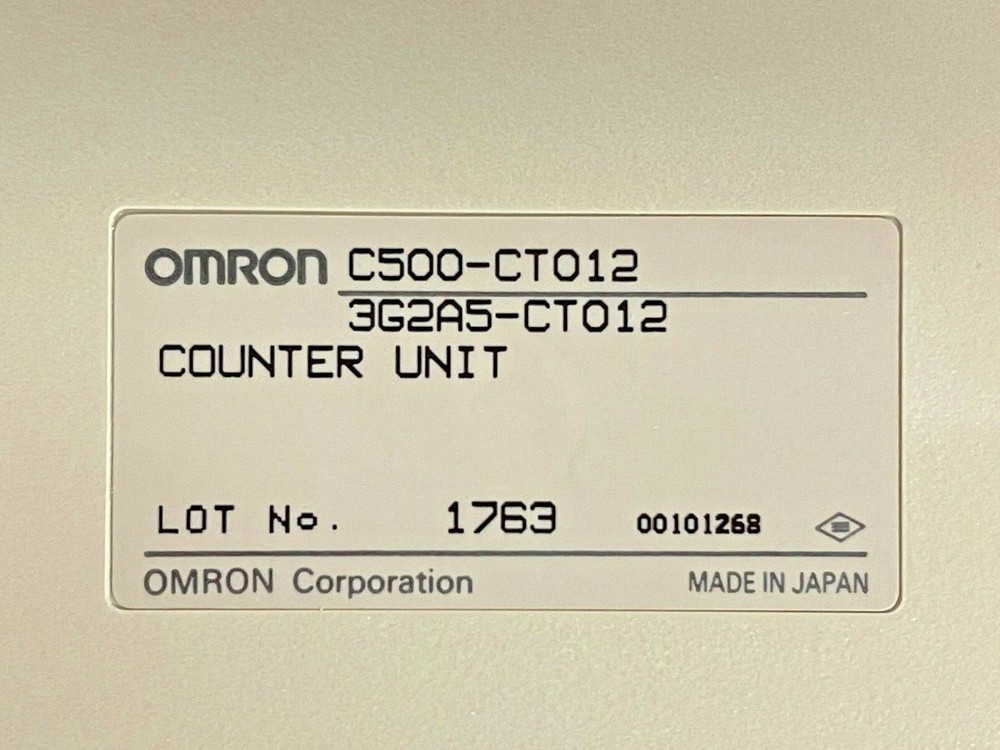 OMRON C500-CT012
3G2A5-CT012
COUNTER UNIT
LOT No. 1763 00101268
OMRON Corporation MADE IN JAPAN